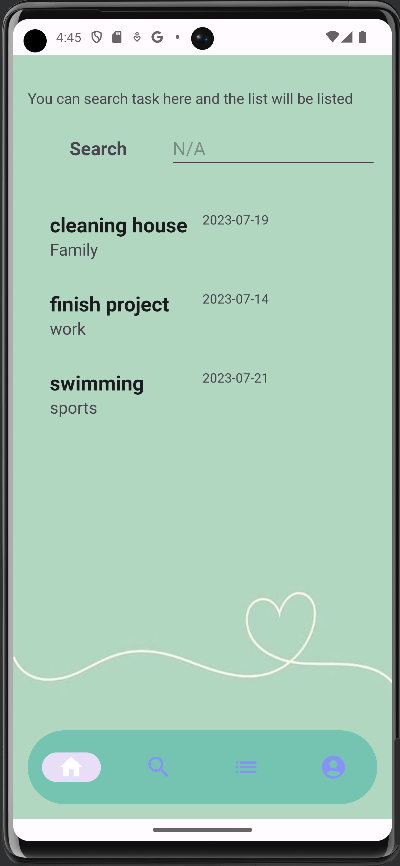 4:45
You can search task here and the list will be listed
Search N/A
cleaning house 2023-07-19
Family
finish project 2023-07-14
work
swimming 2023-07-21
sports